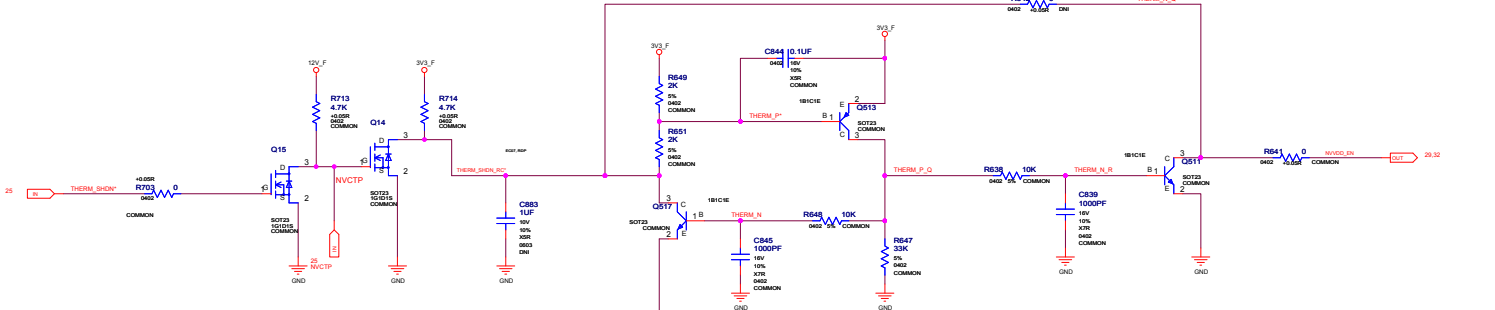 0402
+0.05R
DNI
3V3_F
C844
0.1UF
0402
16V
10%
X5R
COMMON
3V3_F
R649
2K
5%
0402
COMMON
12V_F
R713
4.7K
+0.05R
0402
COMMON
3V3_F
R714
4.7K
+0.05R
0402
COMMON
Q14
D
3
1
G
S
2
SOT23
1G1D1S
COMMON
GND
Q15
D
3
1
G
S
2
SOT23
1G1D1S
COMMON
GND
25
IN
THERM_SHDN*
+0.05R
R703
0
0402
COMMON
NVCTP
IN
25
NVCTP
THERM_SHDN_RC*
C883
1UF
10V
10%
X5R
0603
DNI
GND
THERM_P*
1B1C1E
E
2
Q513
B
1
SOT23
COMMON
C
3
R651
2K
5%
0402
COMMON
3
C
1B1C1E
Q517
SOT23
COMMON
1
B
2
E
THERM_N
R648
10K
0402
5%
COMMON
C845
1000PF
16V
10%
X7R
0402
COMMON
GND
R647
33K
5%
0402
COMMON
GND
THERM_P_Q
R638
10K
0402
5%
COMMON
THERM_N_R
C839
1000PF
16V
10%
X7R
0402
COMMON
GND
1B1C1E
C
3
Q511
B
1
SOT23
COMMON
E
2
GND
R641
0
0402
+0.05R
COMMON
NVVDD_EN
OUT
29,32